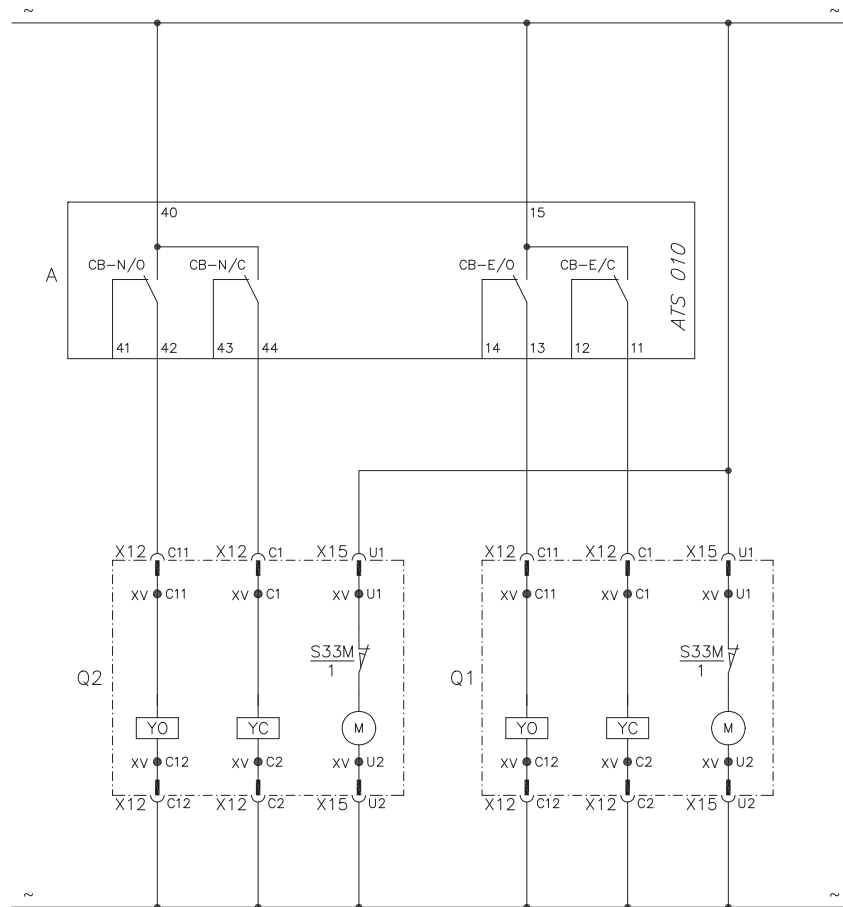 ~ ~
40 15
A CB-N/O CB-N/C CB-E/O CB-E/C ATS 010
41 42 43 44 14 13 12 11
X12 C11 X12 C1 X15 U1 X12 C11 X12 C1 X15 U1
XV C11 XV C1 XV U1 XV C11 XV C1 XV U1
S33M S33M
1 1
Q2 Q1
YO YC M YO YC M
XV C12 XV C2 XV U2 XV C12 XV C2 XV U2
X12 C12 X12 C2 X15 U2 X12 C12 X12 C2 X15 U2
~ ~